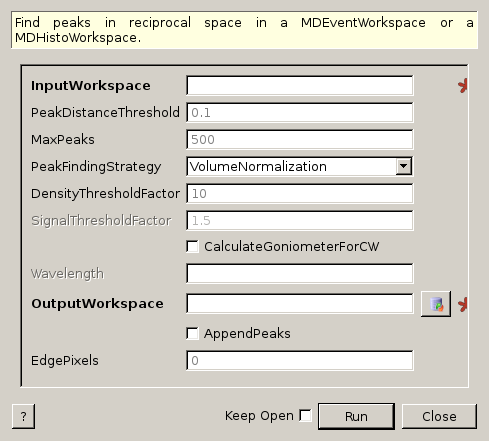 Find peaks in reciprocal space in a MDEventWorkspace or a
MDHistoWorkspace.
InputWorkspace
PeakDistanceThreshold 0.1
MaxPeaks 500
PeakFindingStrategy VolumeNormalization
DensityThresholdFactor 10
SignalThresholdFactor 1.5
CalculateGoniometerForCW
Wavelength
OutputWorkspace
AppendPeaks
EdgePixels 0
? Keep Open Run Close